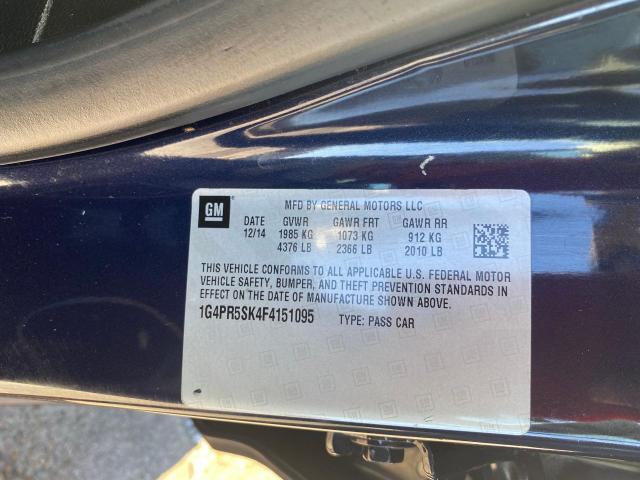 GM
MFD BY GENERAL MOTORS LLC
DATE GVWR GAWR FRT GAWR RR
12/14 1985 KG 1073 KG 912 KG
4376 LB 2366 LB 2010 LB
THIS VEHICLE CONFORMS TO ALL APPLICABLE U.S. FEDERAL MOTOR
VEHICLE SAFETY, BUMPER, AND THEFT PREVENTION STANDARDS IN
EFFECT ON THE DATE OF MANUFACTURE SHOWN ABOVE.
1G4PR5SK4F4151095 TYPE: PASS CAR